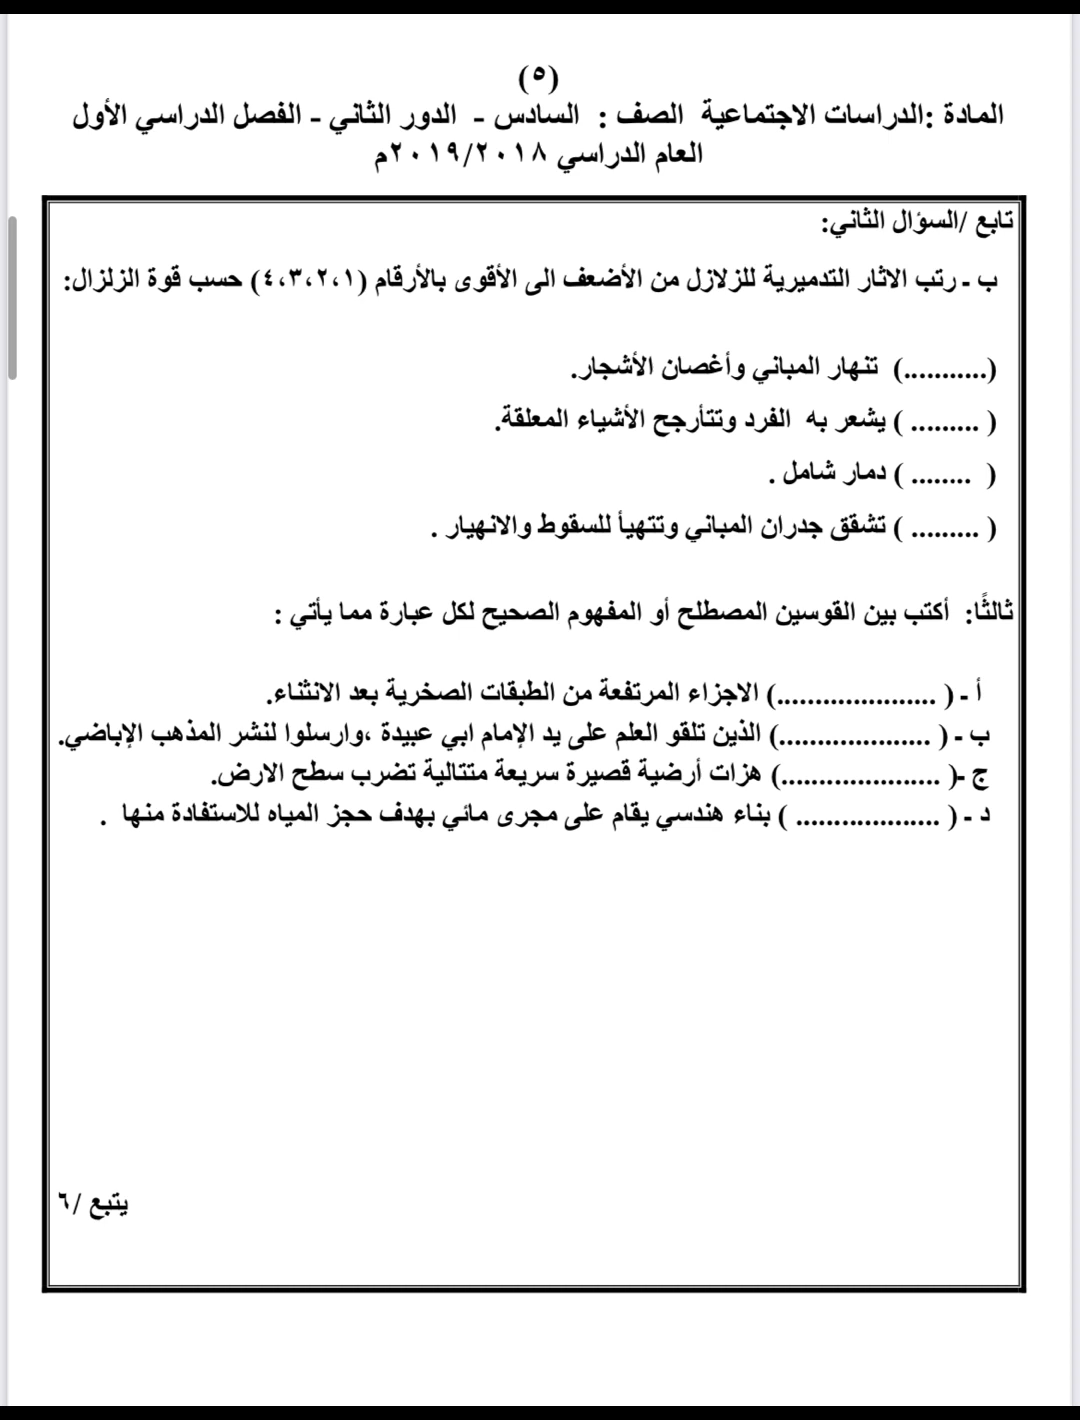 (٥)
المادة :الدراسات الاجتماعية الصف : السادس - الدور الثاني - الفصل الدراسي الأول
العام الدراسي ٢٠١٩/٢٠١٨م
تابع /السؤال الثاني:
ب - رتب الاثار التدميرية للزلازل من الأضعف الى الأقوى بالأرقام (٤،٣،٢،١) حسب قوة الزلزال:
(...........) تنهار المباني وأغصان الأشجار.
( ......... ) يشعر به الفرد وتتأرجح الأشياء المعلقة.
( ........ ) دمار شامل .
( ......... ) تشقق جدران المباني وتتهيأ للسقوط والانهيار .
ثالثًا: أكتب بين القوسين المصطلح أو المفهوم الصحيح لكل عبارة مما يأتي :
أ - ( .....................) الاجزاء المرتفعة من الطبقات الصخرية بعد الانثناء.
ب - ( ....................) الذين تلقو العلم على يد الإمام ابي عبيدة ،وارسلوا لنشر المذهب الإباضي.
ج -( .....................) هزات أرضية قصيرة سريعة متتالية تضرب سطح الارض.
د - ( ................... ) بناء هندسي يقام على مجرى مائي بهدف حجز المياه للاستفادة منها .
يتبع /٦